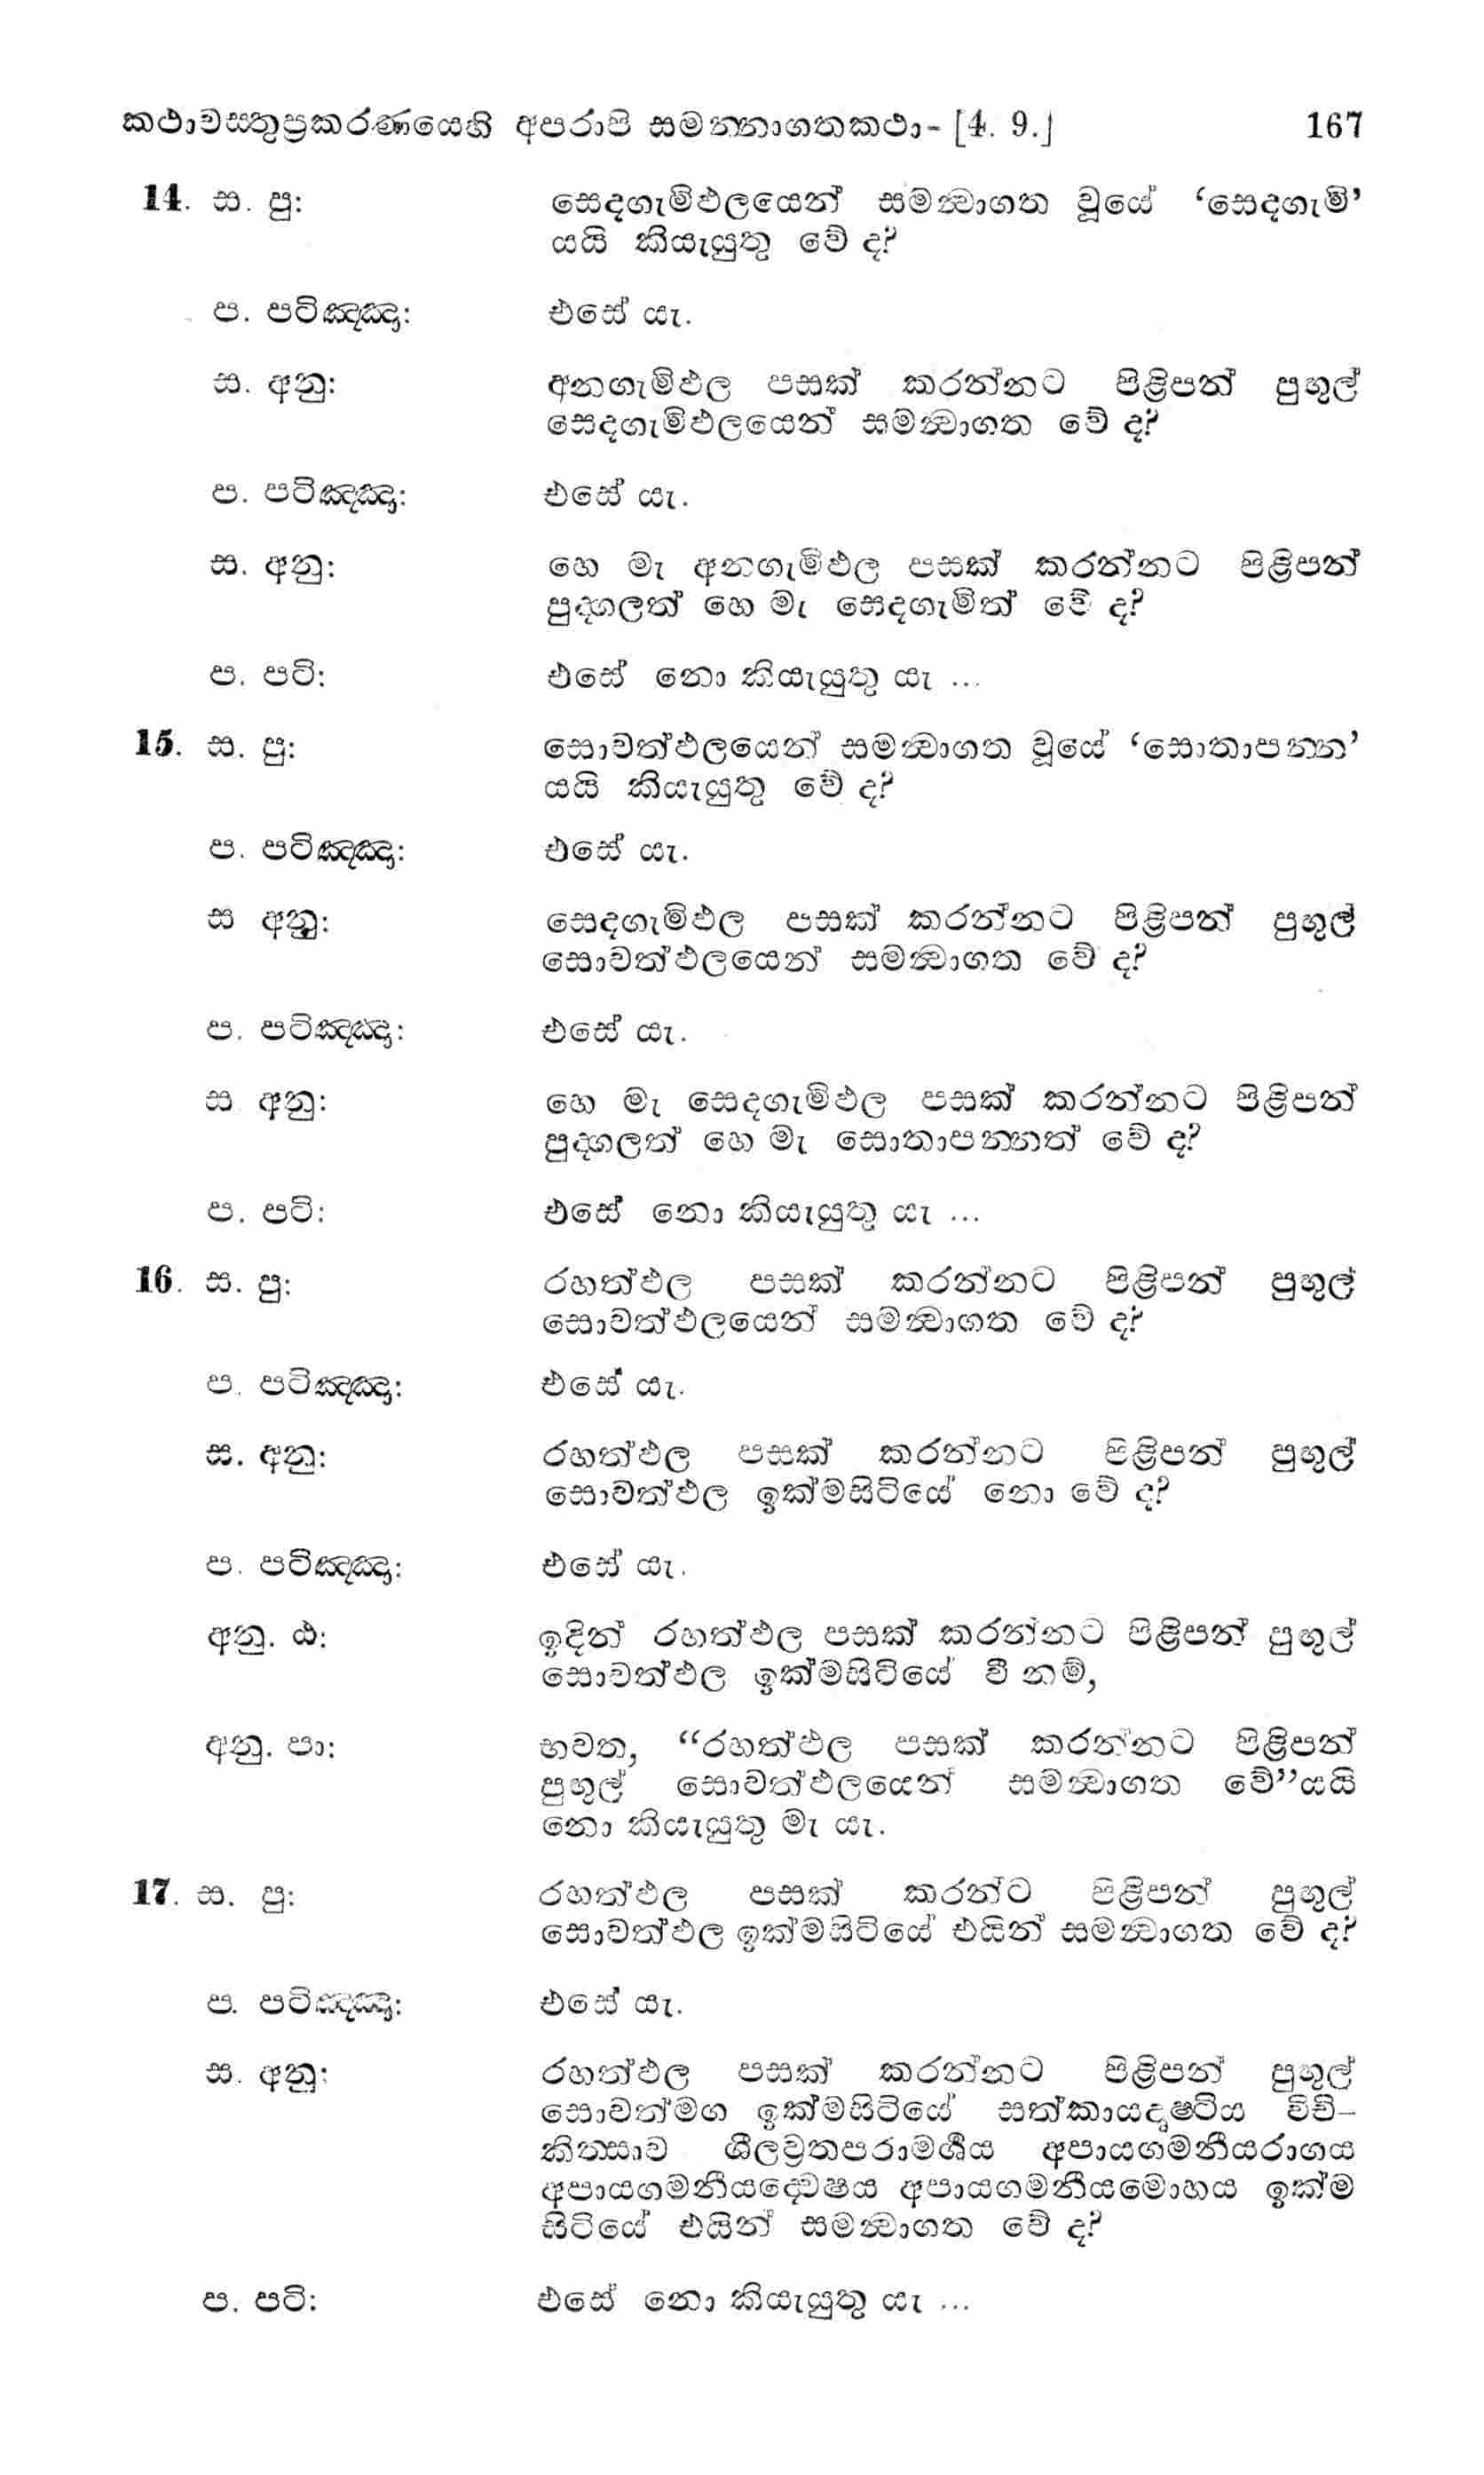 කථාවස්තුප්‍රකරණයෙහි අපරාපි සමන්නාගතකථා- [4. 9.] 167
14. ස. පු: සෙදගැමිඵලයෙන් සමන්‍වාගත වූයේ ‘සෙදගැමි’
යයි කියැයුතු වේ ද?
ප. පටිඤ්ඤ: එසේ යැ.
ස. අනු: අනගැමිඵල පසක් කරන්නට පිළිපන් පුඟුල්
සෙදගැමිඵලයෙන් සමන්‍වාගත වේ ද?
ප. පටිඤ්ඤ: එසේ යැ.
ස. අනු: හෙ මැ අනගැමිඵල පසක් කරන්නට පිළිපන්
පුද්ගලත් හෙ මැ සෙදගැමිත් වේ ද?
ප. පටි: එසේ නො කියැයුතු යැ ...
15. ස. පු: සොවත්ඵලයෙන් සමන්‍වාගත වූයේ ‘සොතාපන්න’
යයි කියැයුතු වේ ද?
ප. පටිඤ්ඤ: එසේ යැ.
ස අනු: සෙදගැමිඵල පසක් කරන්නට පිළිපන් පුඟුල්
සොවත්ඵලයෙන් සමන්‍වාගත වේ ද?
ප. පටිඤ්ඤ: එසේ යැ.
ස අනු: හෙ මැ සෙදගැමිඵල පසක් කරන්නට පිළිපන්
පුද්ගලත් හෙ මැ සොතාපන්නත් වේ ද?
ප. පටි: එසේ නො කියැයුතු යැ ...
16. ස. පු: රහත්ඵල පසක් කරන්නට පිළිපන් පුඟුල්
සොවත්ඵලයෙන් සමන්‍වාගත වේ ද?
ප. පටිඤ්ඤ: එසේ යැ.
ස. අනු: රහත්ඵල පසක් කරන්නට පිළිපන් පුඟුල්
සොවත්ඵල ඉක්මසිටියේ නො වේ ද?
ප. පටිඤ්ඤ: එසේ යැ.
අනු. ඨ: ඉදින් රහත්ඵල පසක් කරන්නට පිළිපන් පුඟුල්
සොවත්ඵල ඉක්මසිටියේ වී නම්,
අනු. පා: භවත, “රහත්ඵල පසක් කරන්නට පිළිපන්
පුඟුල් සොවත්ඵලයෙන් සමන්‍වාගත වේ”යයි
නො කියැයුතු මැ යැ.
17. ස. පු: රහත්ඵල පසක් කරන්ට පිළිපන් පුඟුල්
සොවත්ඵල ඉක්මසිටියේ එයින් සමන්‍වාගත වේ ද?
ප. පටිඤ්ඤ: එසේ යැ.
ස. අනු: රහත්ඵල පසක් කරන්නට පිළිපන් පුඟුල්
සොවත්මග ඉක්මසිටියේ සත්කායදෘෂ්ටිය විචි-
කිත්සාව ශීලව්‍රතපරාමර්ශය අපායගමනීයරාගය
අපායගමනීයද්වෙෂය අපායගමනීයමොහය ඉක්ම
සිටියේ එයින් සමන්‍වාගත වේ ද?
ප. පටි: එසේ නො කියැයුතු යැ ...